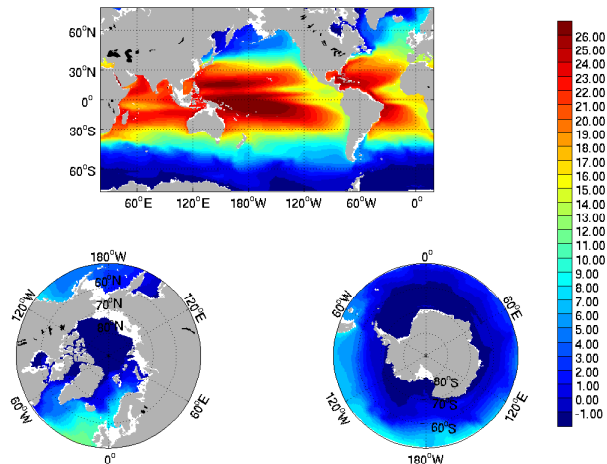 60°N
30°N
0°
30°S
60°S
60°E
120°E
180°W
120°W
60°W
0°
26.00
25.00
24.00
23.00
22.00
21.00
20.00
19.00
18.00
17.00
16.00
15.00
14.00
13.00
12.00
11.00
10.00
9.00
8.00
7.00
6.00
5.00
4.00
3.00
2.00
1.00
0.00
-1.00
180°W
120°W
120°E
60°N
70°N
80°N
60°W
60°E
0°
0°
60°W
60°E
80°S
70°S
60°S
120°W
120°E
180°W